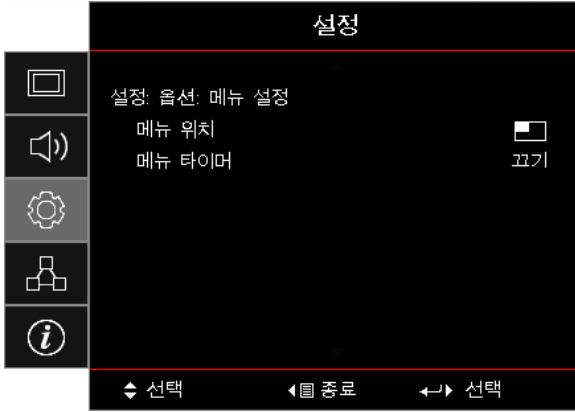 설정
설정: 옵션: 메뉴 설정
메뉴 위치
메뉴 타이머 끄기
선택 종료 선택